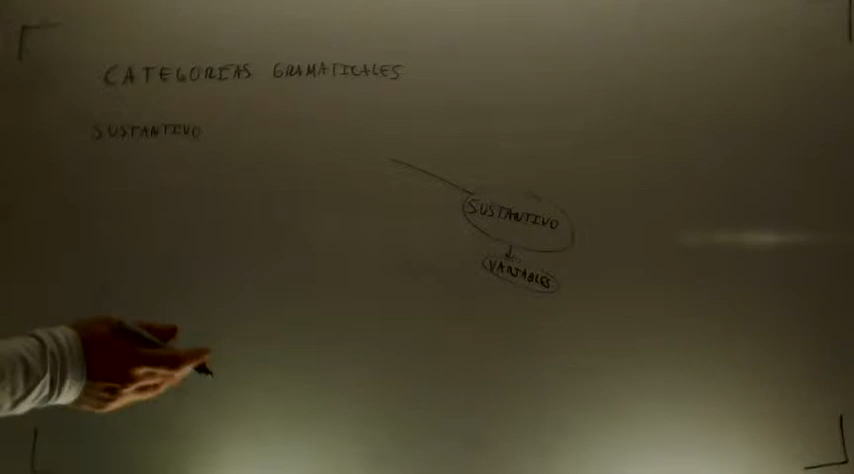 CATEGORIAS GRAMATICALES
SUSTANTIVO
SUSTANTIVO
VARIABLES